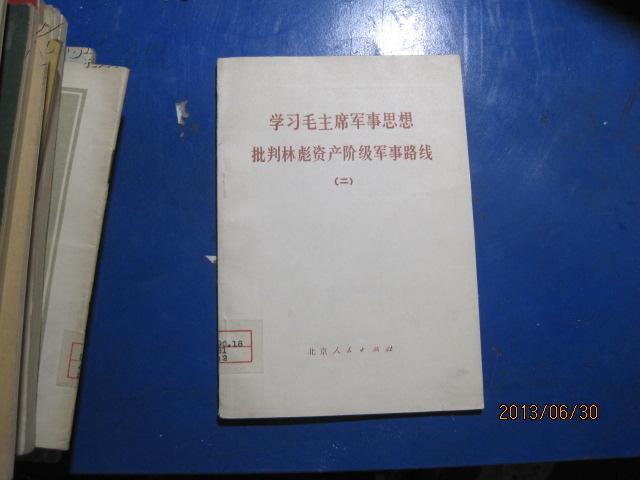 学习毛主席军事思想
批判林彪资产阶级军事路线
(二)
北京人民出版社
2013/06/30